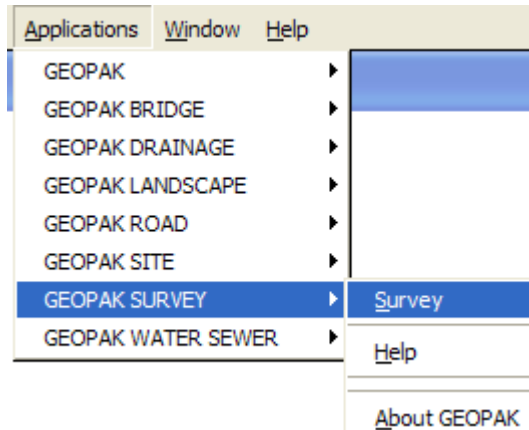 Applications Window Help
GEOPAK
GEOPAK BRIDGE
GEOPAK DRAINAGE
GEOPAK LANDSCAPE
GEOPAK ROAD
GEOPAK SITE
GEOPAK SURVEY
GEOPAK WATER SEWER
Survey
Help
About GEOPAK